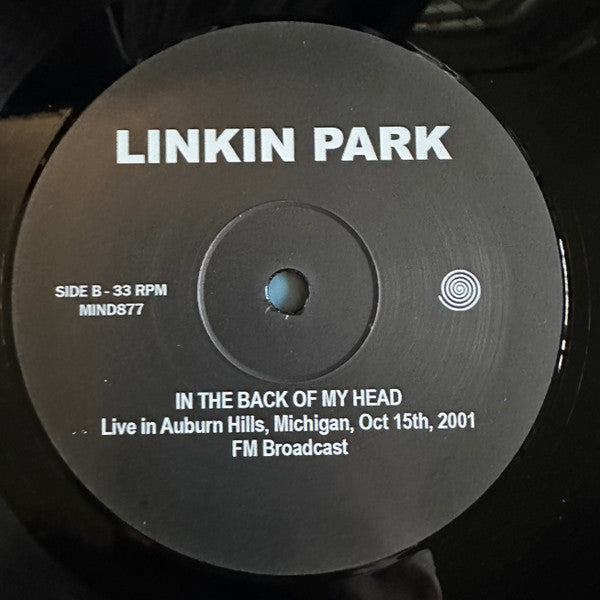 LINKIN PARK
SIDE B - 33 RPM
MIND877
IN THE BACK OF MY HEAD
Live in Auburn Hills, Michigan, Oct 15th, 2001
FM Broadcast